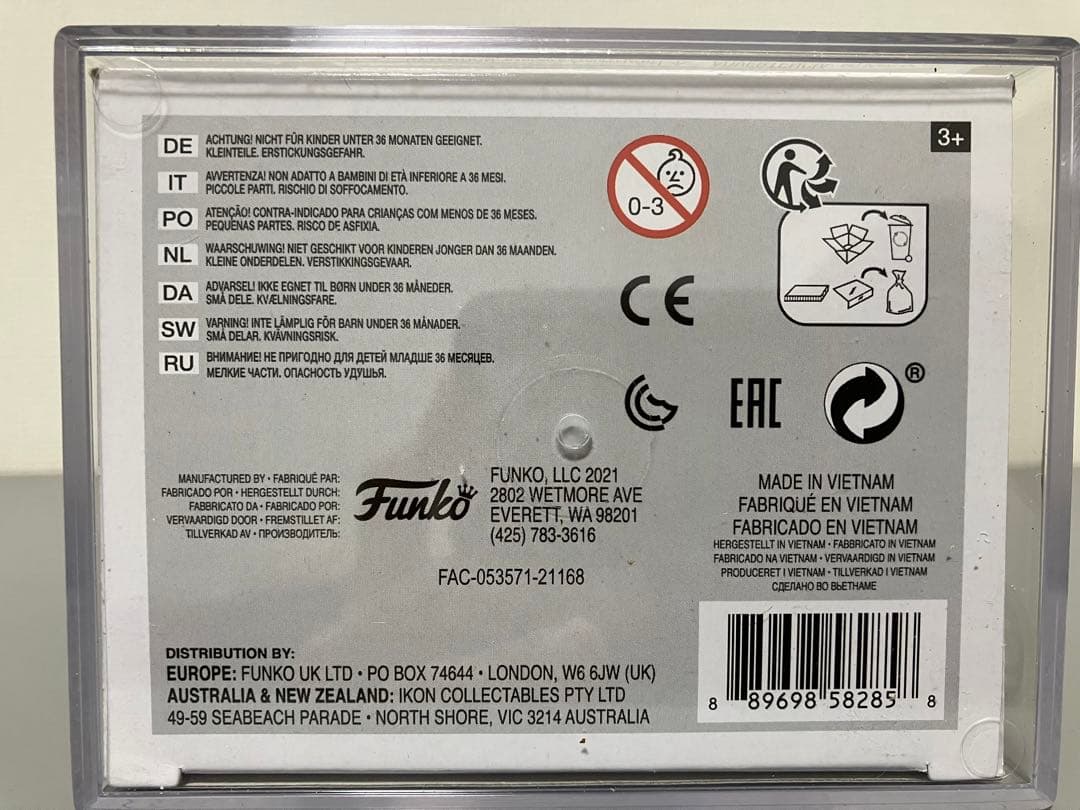 3+
DE ACHTUNG! NICHT FÜR KINDER UNTER 36 MONATEN GEEIGNET.
KLEINTEILE. ERSTICKUNGSGEFAHR.
IT AVVERTENZA! NON ADATTO A BAMBINI DI ETÀ INFERIORE A 36 MESI.
PICCOLE PARTI. RISCHIO DI SOFFOCAMENTO.
PO ATENÇÃO! CONTRA-INDICADO PARA CRIANÇAS COM MENOS DE 36 MESES.
PEQUENAS PARTES. RISCO DE ASFIXIA.
NL WAARSCHUWING! NIET GESCHIKT VOOR KINDEREN JONGER DAN 36 MAANDEN.
KLEINE ONDERDELEN. VERSTIKKINGSGEVAAR.
DA ADVARSEL! IKKE EGNET TIL BØRN UNDER 36 MÅNEDER.
SMÅ DELE. KVÆLNINGSFARE.
SW VARNING! INTE LÄMPLIG FÖR BARN UNDER 36 MÅNADER.
SMÅ DELAR. KVÄVNINGSRISK.
RU ВНИМАНИЕ! НЕ ПРИГОДНО ДЛЯ ДЕТЕЙ МЛАДШЕ 36 МЕСЯЦЕВ.
МЕЛКИЕ ЧАСТИ. ОПАСНОСТЬ УДУШЬЯ.
0-3
CE
EAC
®
MANUFACTURED BY • FABRIQUÉ PAR:
FABRICADO POR • HERGESTELLT DURCH:
FABBRICATO DA • FABRICADO POR:
VERVAARDIGD DOOR • FREMSTILLET AF:
TILLVERKAD AV • ПРОИЗВОДИТЕЛЬ:
Funko
FUNKO, LLC 2021
2802 WETMORE AVE
EVERETT, WA 98201
(425) 783-3616
FAC-053571-21168
MADE IN VIETNAM
FABRIQUÉ EN VIETNAM
FABRICADO EN VIETNAM
HERGESTELLT IN VIETNAM • FABBRICATO IN VIETNAM
FABRICADO NA VIETNAM • VERVAARDIGD IN VIETNAM
PRODUCERET I VIETNAM • TILLVERKAD I VIETNAM
СДЕЛАНО ВО ВЬЕТНАМЕ
DISTRIBUTION BY:
EUROPE: FUNKO UK LTD • PO BOX 74644 • LONDON, W6 6JW (UK)
AUSTRALIA & NEW ZEALAND: IKON COLLECTABLES PTY LTD
49-59 SEABEACH PARADE • NORTH SHORE, VIC 3214 AUSTRALIA
8 89698 58285 8